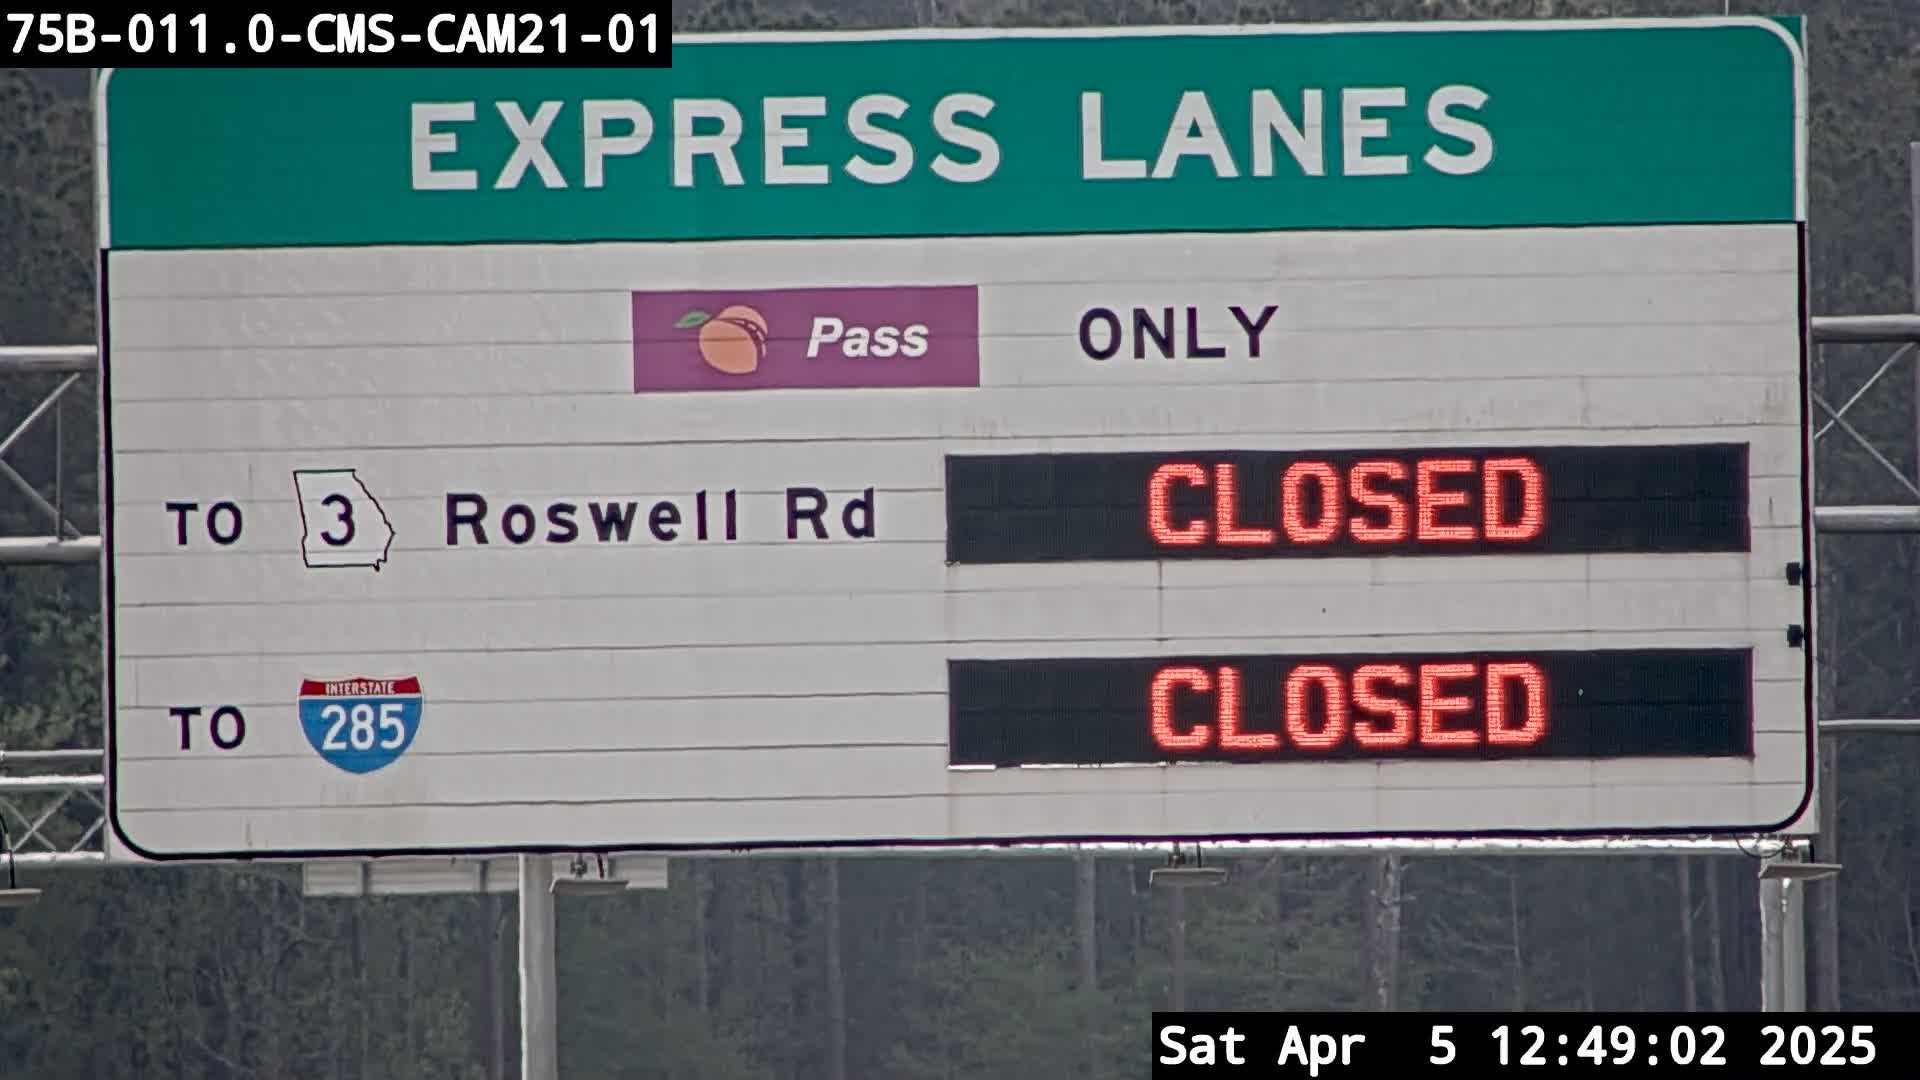 75B-011.0-CMS-CAM21-01
EXPRESS LANES
Pass ONLY
TO 3 Roswell Rd CLOSED
TO INTERSTATE 285 CLOSED
Sat Apr 5 12:49:02 2025